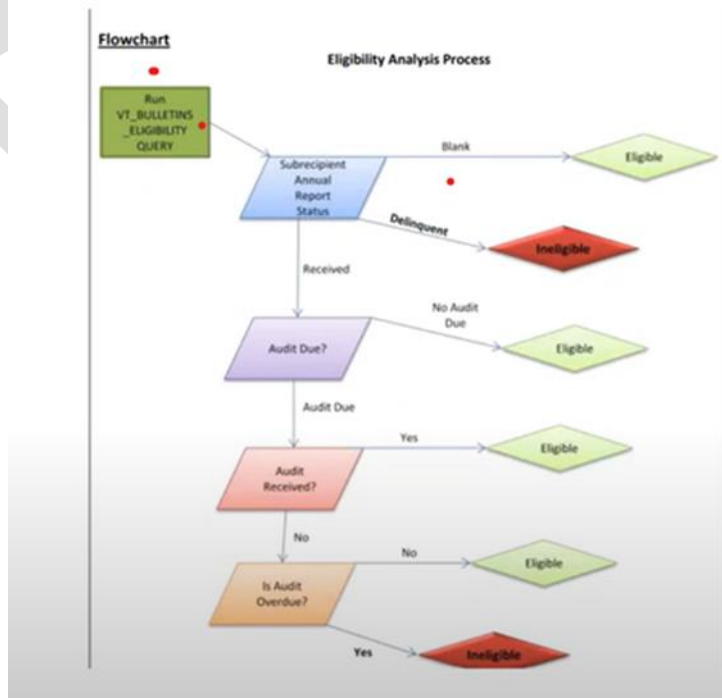 Flowchart
Eligibility Analysis Process
Run
VT_BULLETINS
_ELIGIBILITY
QUERY
Subrecipient
Annual
Report
Status
Blank
Eligible
Delinquent
Ineligible
Received
Audit Due?
No Audit
Due
Eligible
Audit Due
Audit
Received?
Yes
Eligible
No
Is Audit
Overdue?
No
Eligible
Yes
Ineligible